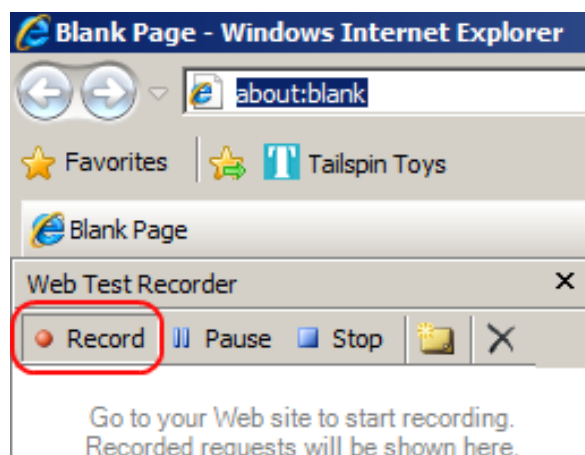 Blank Page - Windows Internet Explorer
about:blank
Favorites T Tailspin Toys
Blank Page
Web Test Recorder
Record Pause Stop
Go to your Web site to start recording.
Recorded requests will be shown here.